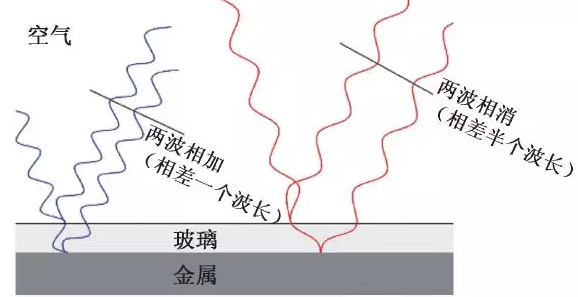 空气
两波相加
(相差一个波长)
两波相消
(相差半个波长)
玻璃
金属